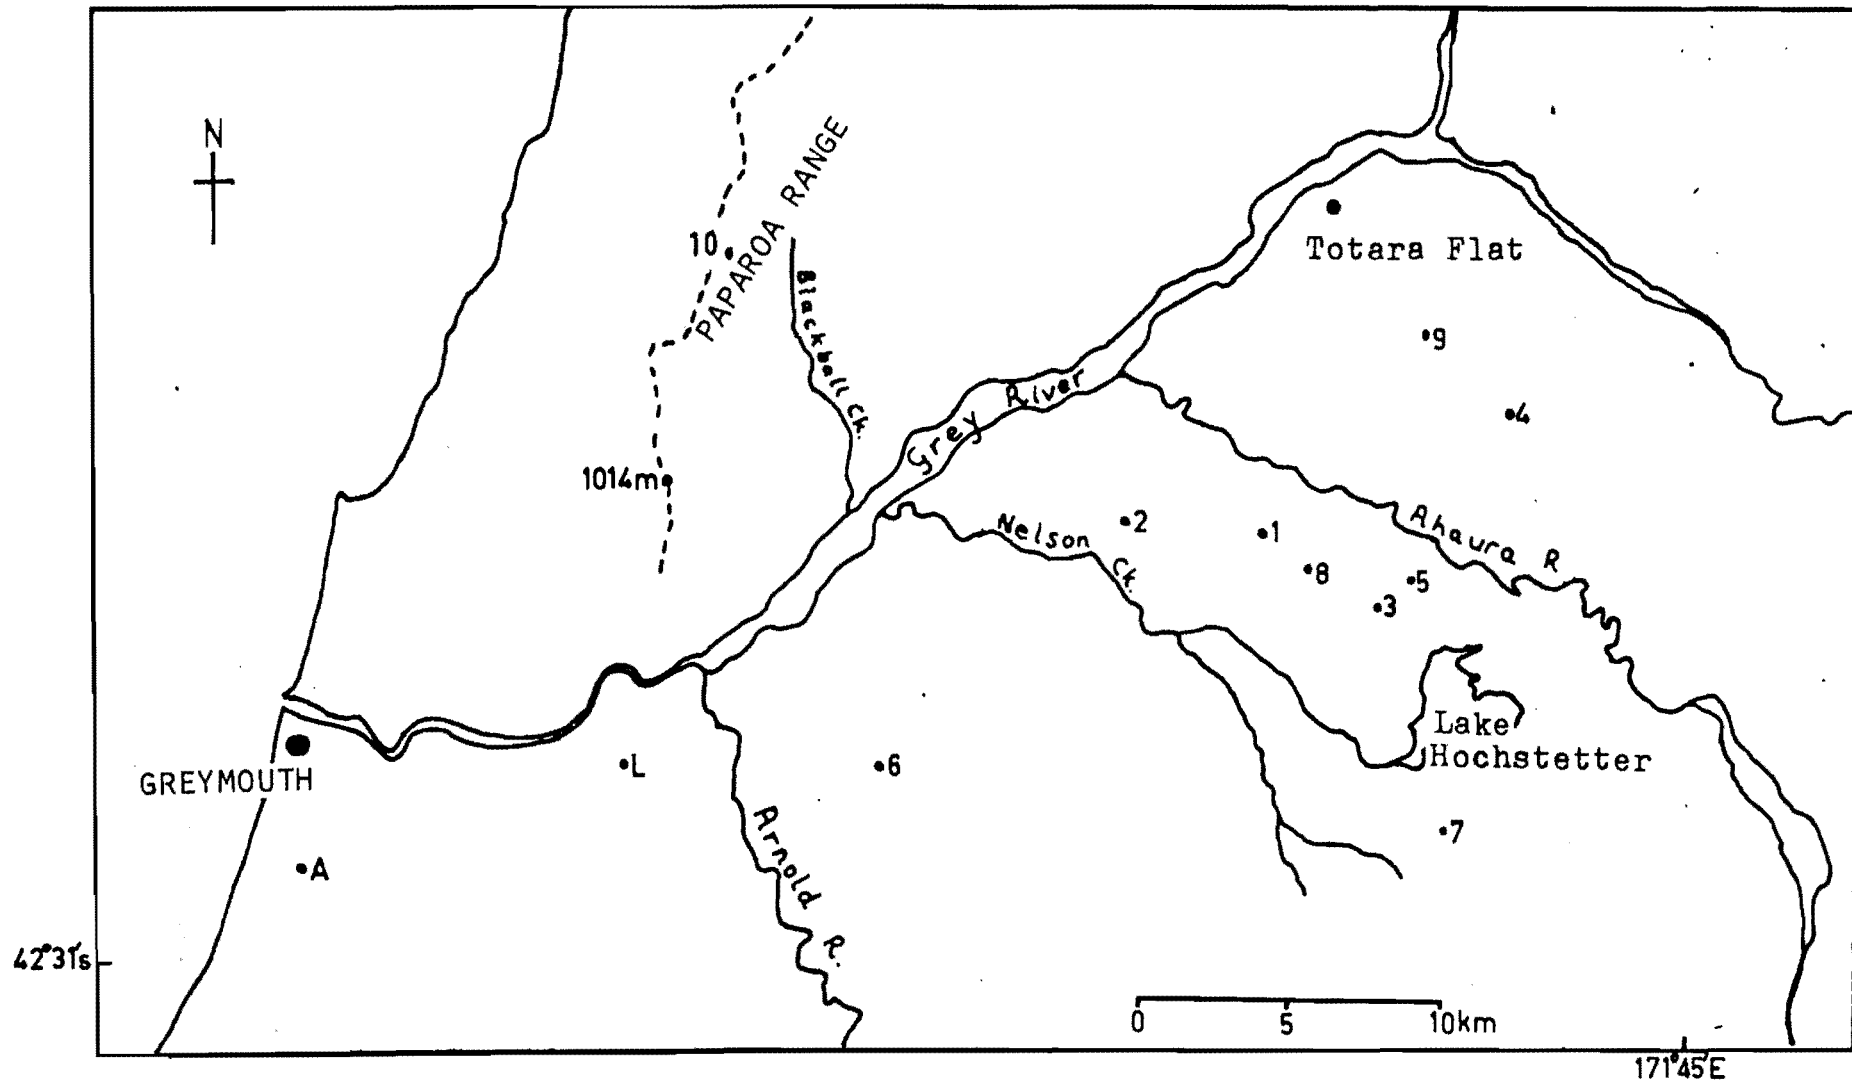 N
PAPAROA RANGE
10
Blackball Ck.
1014m
Grey River
Totara Flat
9
4
Ahaura R
2
1
8
5
3
Nelson Ck.
Lake
Hochstetter
GREYMOUTH
L
6
7
A
Arnold R.
42°31's
0 5 10km
171°45'E